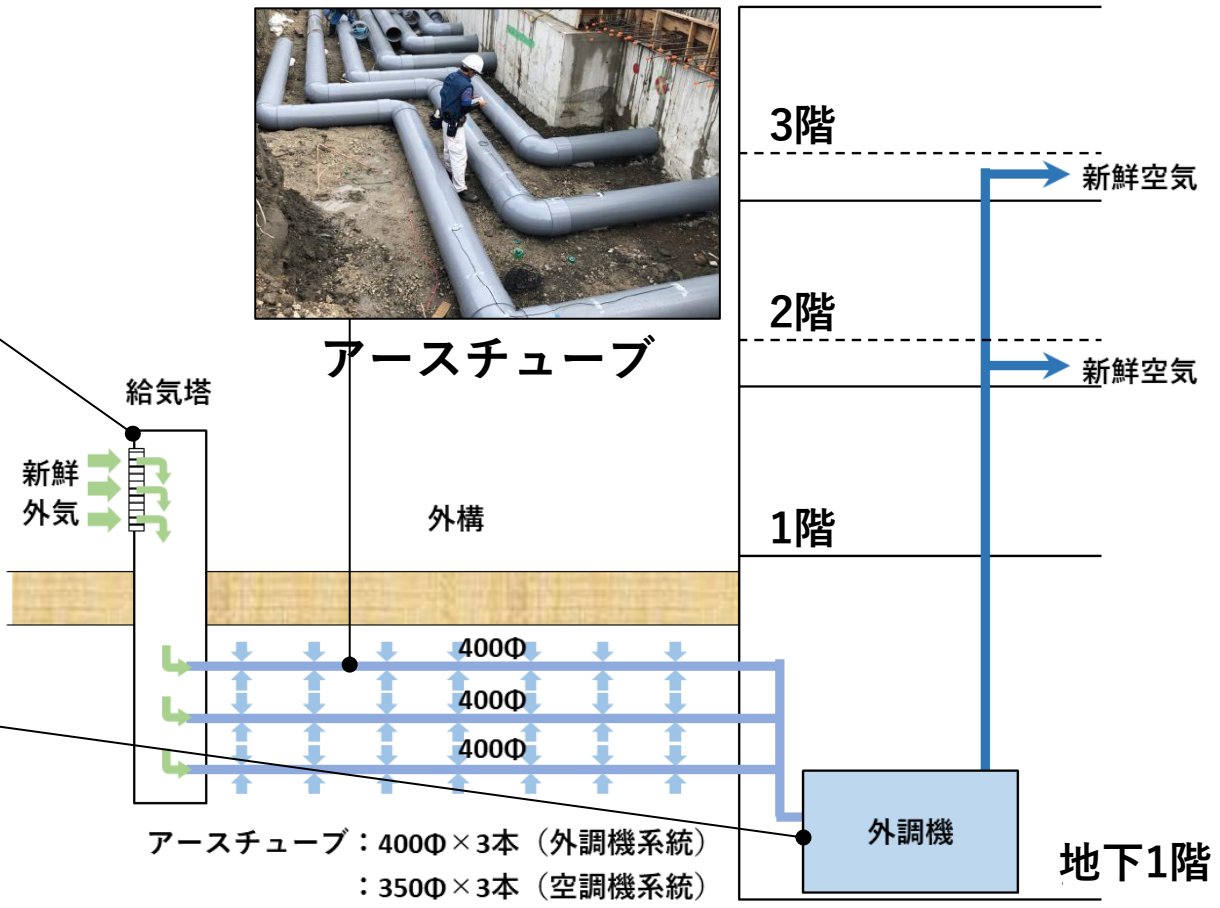 3階
新鮮空気
2階
アースチューブ
新鮮空気
給気塔
新鮮
外気
外構
1階
400Φ
400Φ
400Φ
外調機
アースチューブ：400Φ×3本（外調機系統）
：350Φ×3本（空調機系統）
地下1階